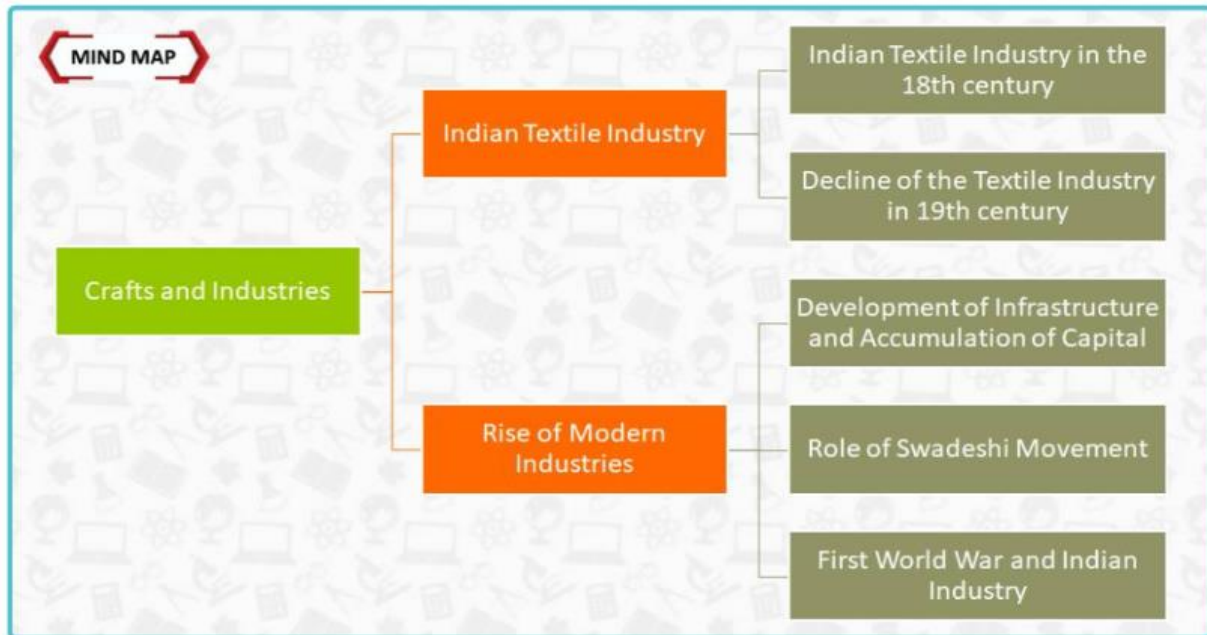 MIND MAP
Crafts and Industries
Indian Textile Industry
Indian Textile Industry in the
18th century
Decline of the Textile Industry
in 19th century
Rise of Modern
Industries
Development of Infrastructure
and Accumulation of Capital
Role of Swadeshi Movement
First World War and Indian
Industry